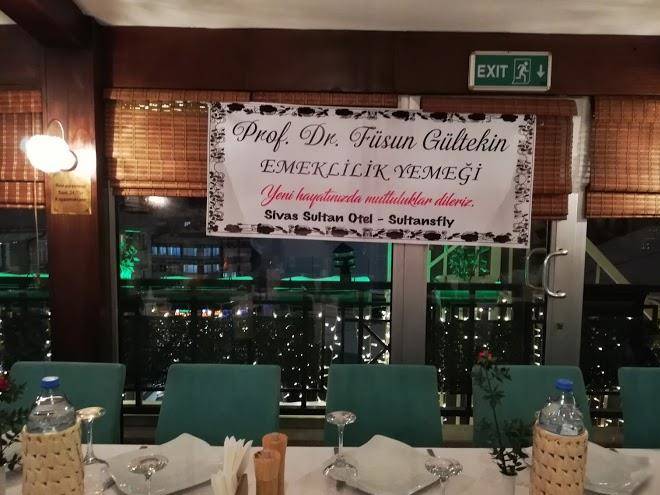 EXIT
Prof. Dr. Füsun Gültekin
EMEKLİLİK YEMEĞİ
Yeni hayatınızda mutluluklar dileriz.
Sivas Sultan Otel - Sultansfly